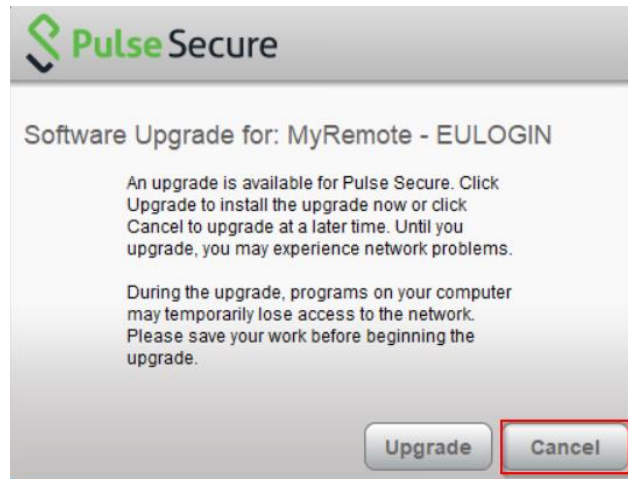 Pulse Secure
Software Upgrade for: MyRemote - EULOGIN
An upgrade is available for Pulse Secure. Click
Upgrade to install the upgrade now or click
Cancel to upgrade at a later time. Until you
upgrade, you may experience network problems.
During the upgrade, programs on your computer
may temporarily lose access to the network.
Please save your work before beginning the
upgrade.
Upgrade Cancel